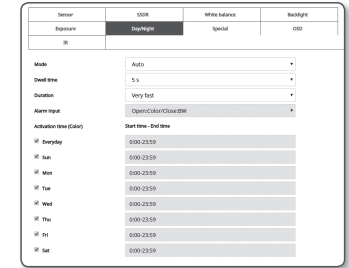 Sensor SSDR White balance Backlight
Exposure Day/Night Special OSD
IR
Mode Auto
Dwell time 5 s
Duration Very fast
Alarm input Open:Color/Close:BW
Activation time (Color) Start time - End time
Everyday 0:00-23:59
Sun 0:00-23:59
Mon 0:00-23:59
Tue 0:00-23:59
Wed 0:00-23:59
Thu 0:00-23:59
Fri 0:00-23:59
Sat 0:00-23:59